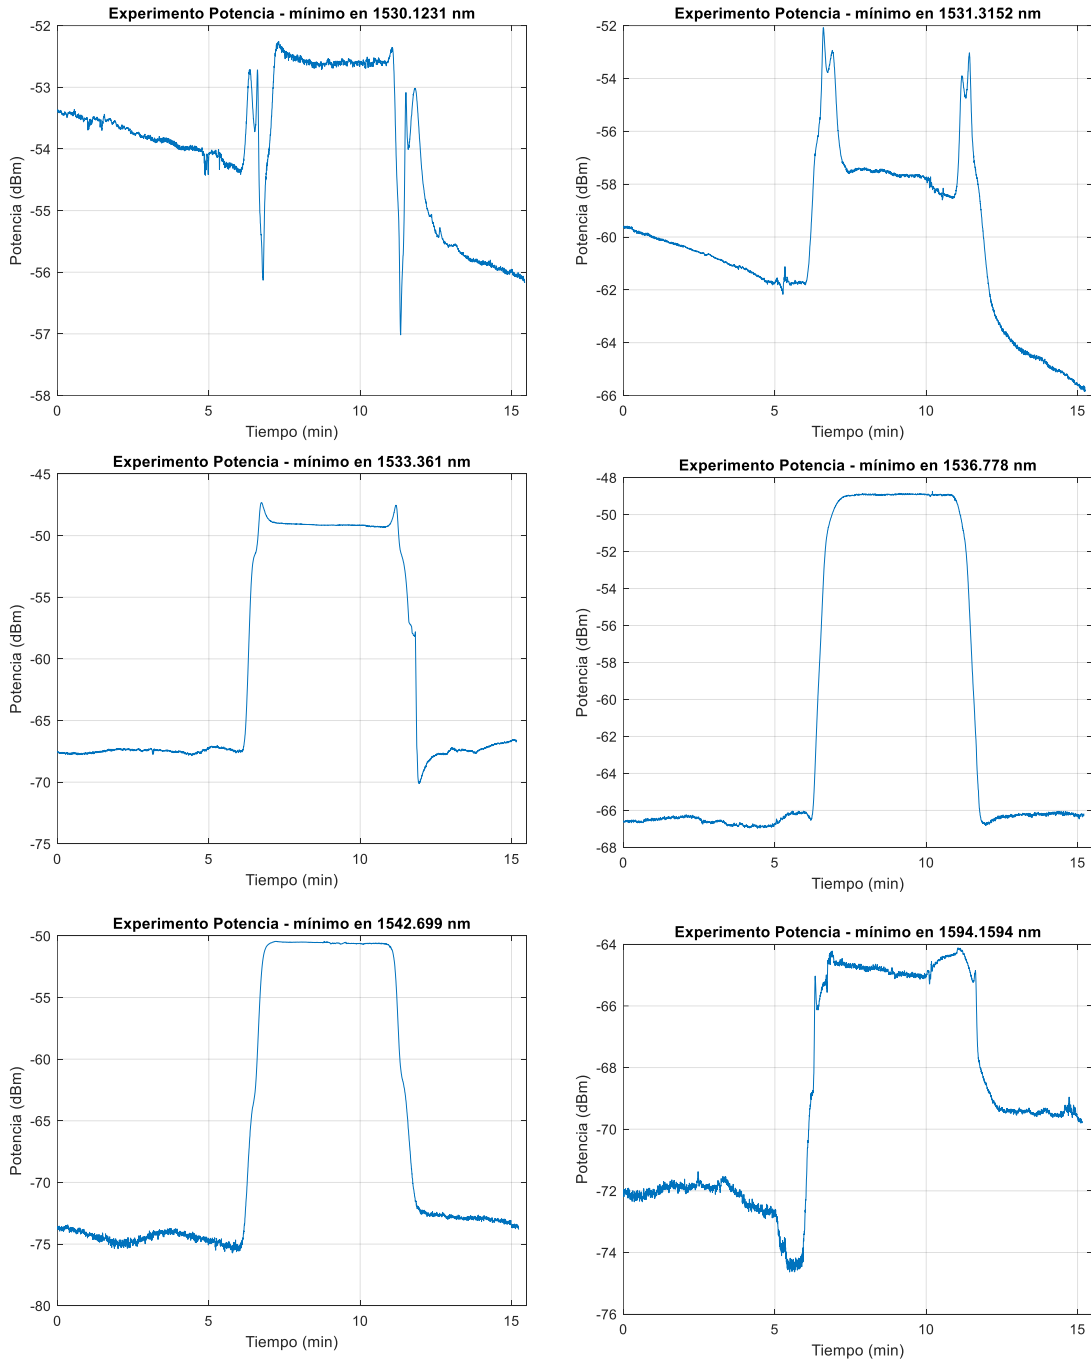 Experimento Potencia - mínimo en 1530.1231 nm
-52
-53
-54
-55
-56
-57
-58
Potencia (dBm)
0 5 10 15
Tiempo (min)
Experimento Potencia - mínimo en 1531.3152 nm
-52
-54
-56
-58
-60
-62
-64
-66
Potencia (dBm)
0 5 10 15
Tiempo (min)
Experimento Potencia - mínimo en 1533.361 nm
-45
-50
-55
-60
-65
-70
-75
Potencia (dBm)
0 5 10 15
Tiempo (min)
Experimento Potencia - mínimo en 1536.778 nm
-48
-50
-52
-54
-56
-58
-60
-62
-64
-66
-68
Potencia (dBm)
0 5 10 15
Tiempo (min)
Experimento Potencia - mínimo en 1542.699 nm
-50
-55
-60
-65
-70
-75
-80
Potencia (dBm)
0 5 10 15
Tiempo (min)
Experimento Potencia - mínimo en 1594.1594 nm
-64
-66
-68
-70
-72
-74
-76
Potencia (dBm)
0 5 10 15
Tiempo (min)